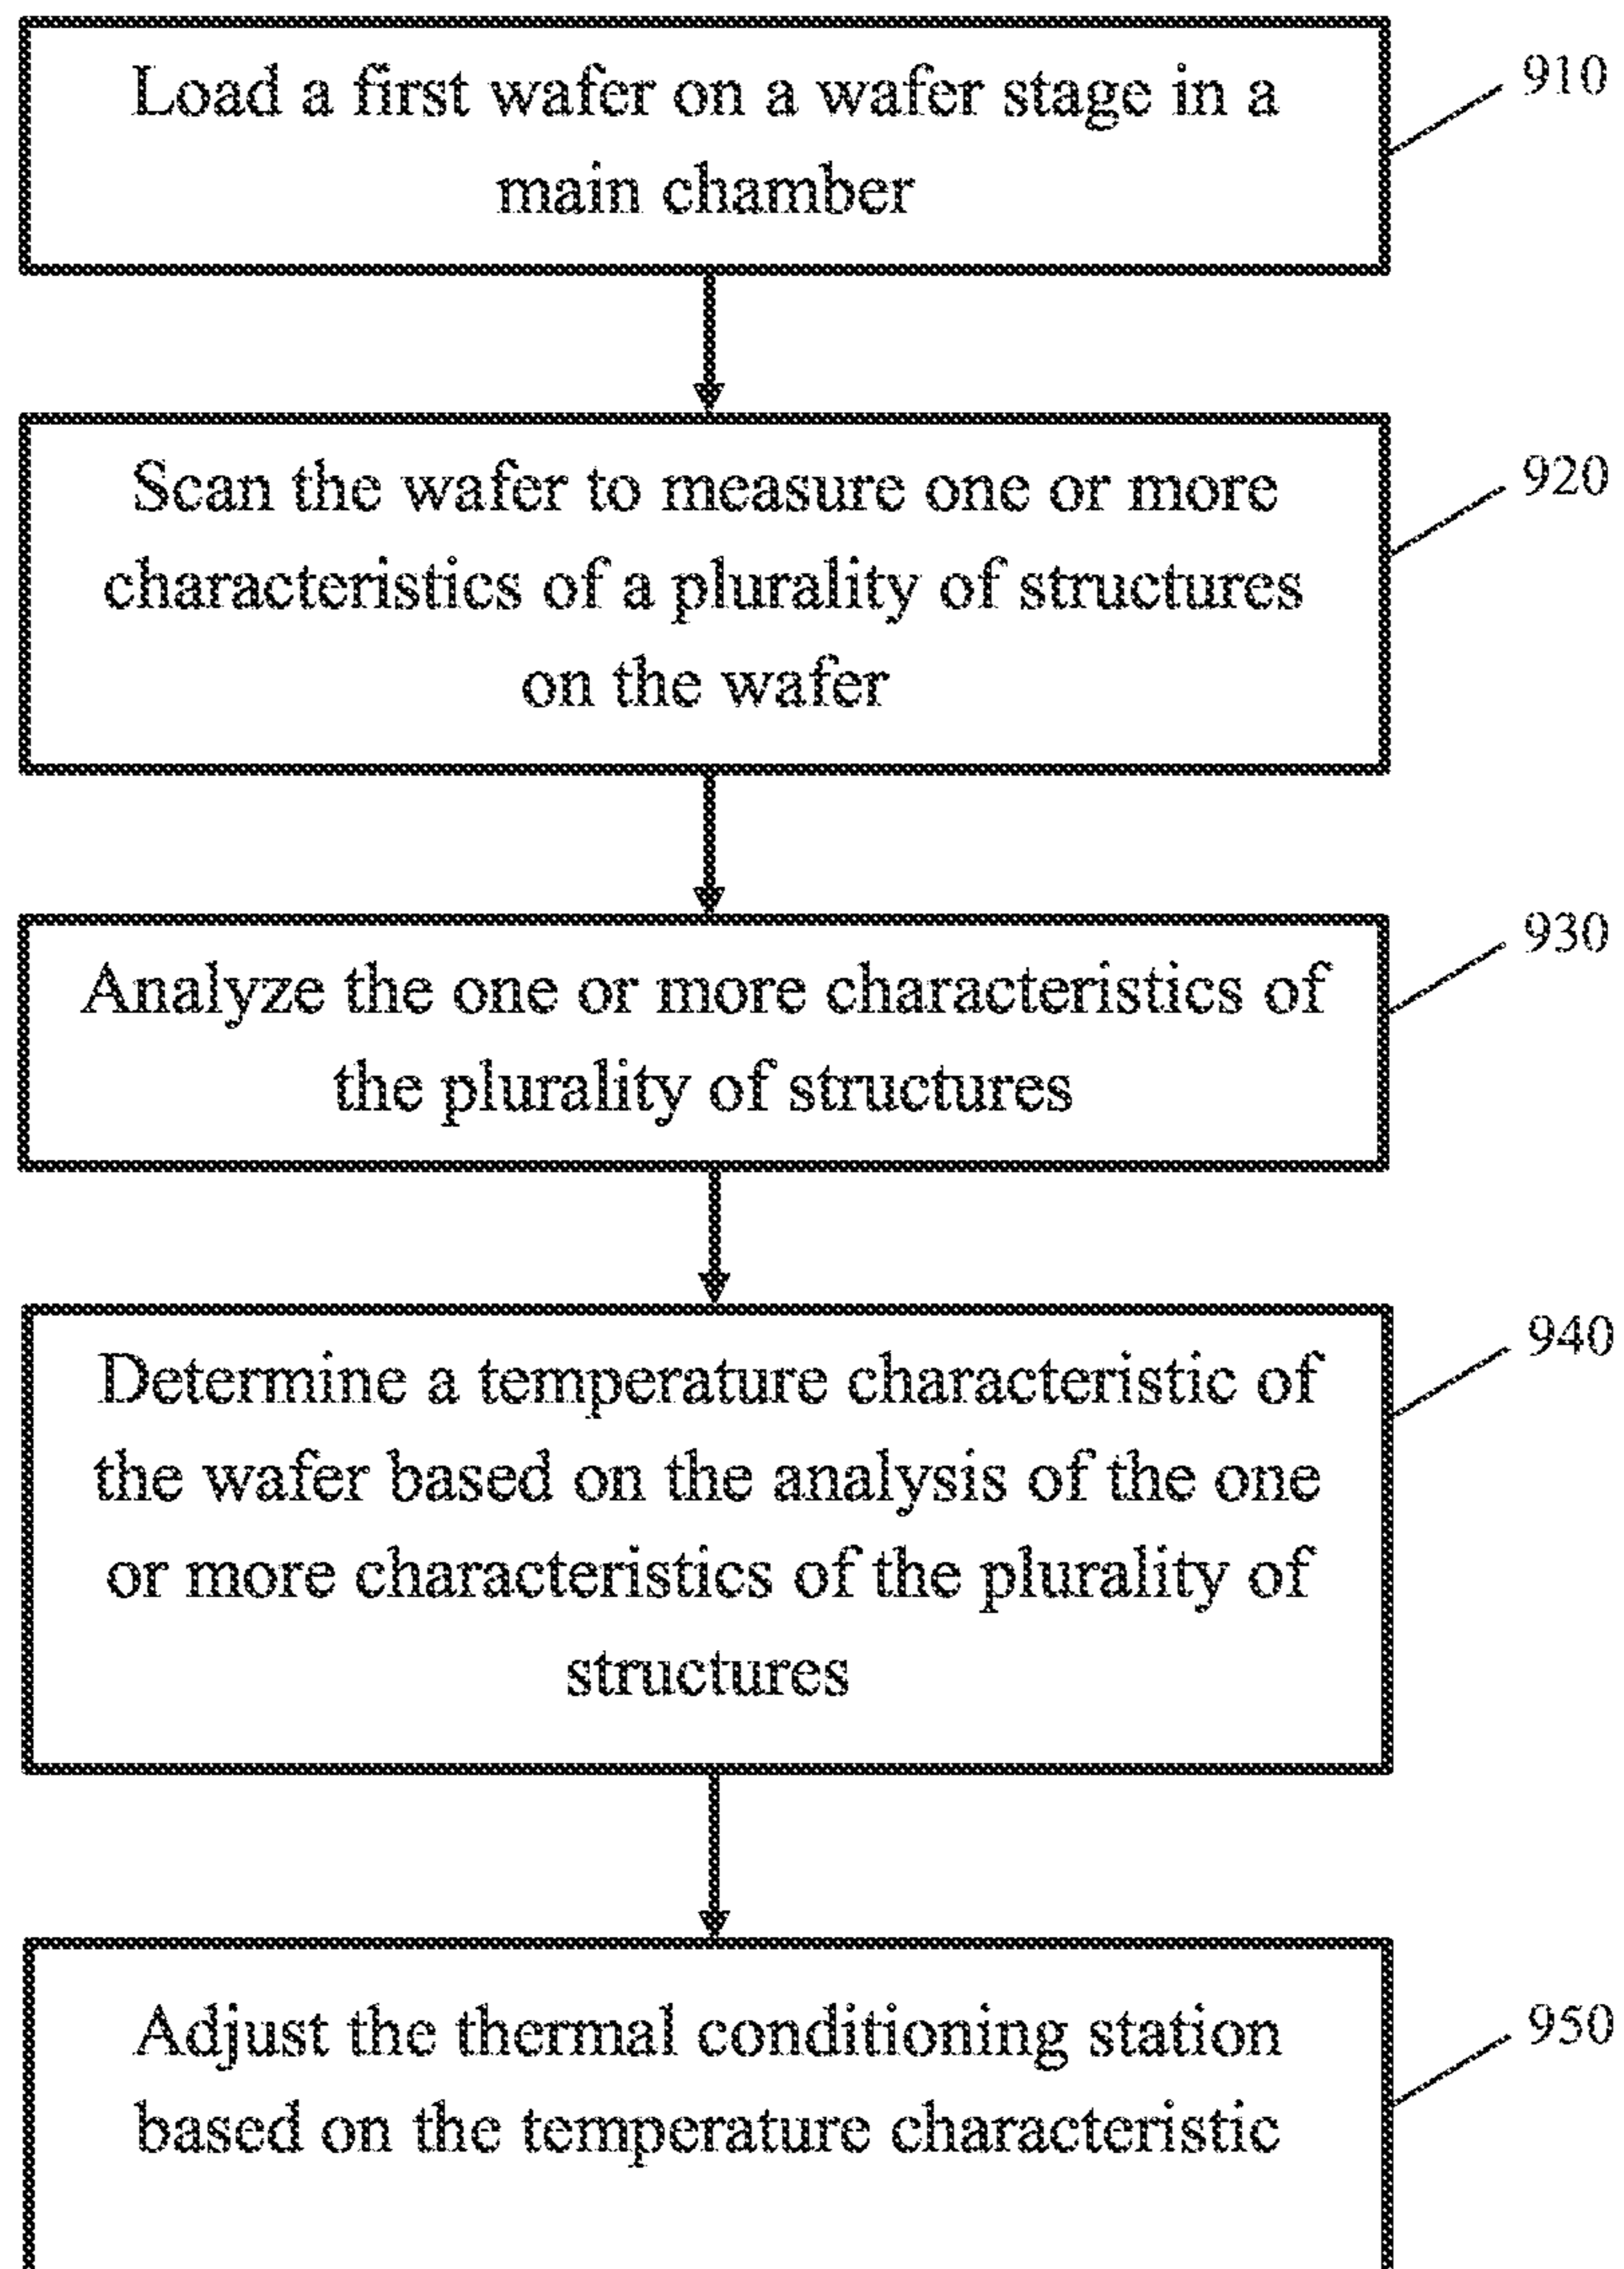 Load a first wafer on a wafer stage in a
main chamber
910
Scan the wafer to measure one or more
characteristics of a plurality of structures
on the wafer
920
Analyze the one or more characteristics of
the plurality of structures
930
Determine a temperature characteristic of
the wafer based on the analysis of the one
or more characteristics of the plurality of
structures
940
Adjust the thermal conditioning station
based on the temperature characteristic
950